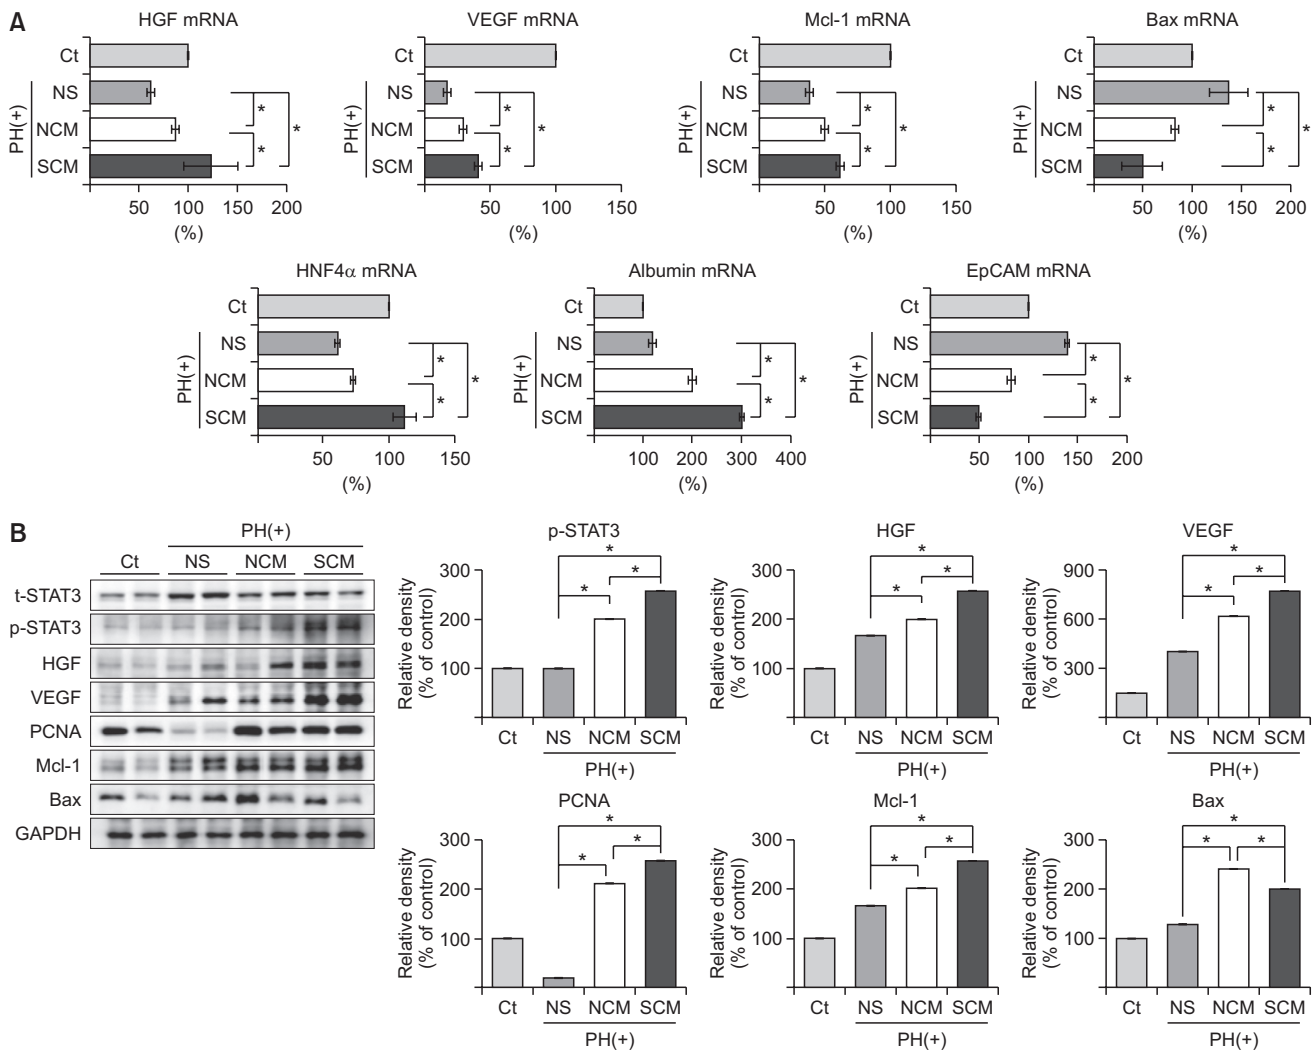 A
HGF mRNA
Ct
PH(+)
NS
NCM
SCM
*
*
*
50 100 150 200
(%)
VEGF mRNA
Ct
PH(+)
NS
NCM
SCM
*
*
*
50 100 150
(%)
Mcl-1 mRNA
Ct
PH(+)
NS
NCM
SCM
*
*
*
50 100 150
(%)
Bax mRNA
Ct
PH(+)
NS
NCM
SCM
*
*
*
50 100 150 200
(%)
HNF4α mRNA
Ct
PH(+)
NS
NCM
SCM
*
*
*
50 100 150
(%)
Albumin mRNA
Ct
PH(+)
NS
NCM
SCM
*
*
*
100 200 300 400
(%)
EpCAM mRNA
Ct
PH(+)
NS
NCM
SCM
*
*
*
50 100 150 200
(%)
B
PH(+)
Ct NS NCM SCM
t-STAT3
p-STAT3
HGF
VEGF
PCNA
Mcl-1
Bax
GAPDH
p-STAT3
Relative density
(% of control)
300
200
100
*
*
*
Ct NS NCM SCM
PH(+)
HGF
Relative density
(% of control)
300
200
100
*
*
*
Ct NS NCM SCM
PH(+)
VEGF
Relative density
(% of control)
900
600
300
*
*
*
Ct NS NCM SCM
PH(+)
PCNA
Relative density
(% of control)
300
200
100
*
*
*
Ct NS NCM SCM
PH(+)
Mcl-1
Relative density
(% of control)
300
200
100
*
*
*
Ct NS NCM SCM
PH(+)
Bax
Relative density
(% of control)
300
200
100
*
* *
Ct NS NCM SCM
PH(+)